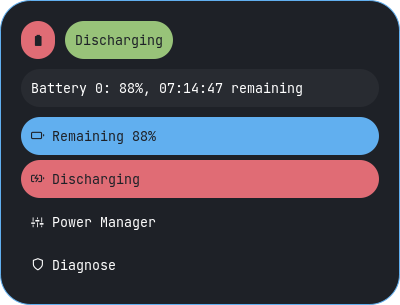 Discharging
Battery 0: 88%, 07:14:47 remaining
Remaining 88%
Discharging
Power Manager
Diagnose